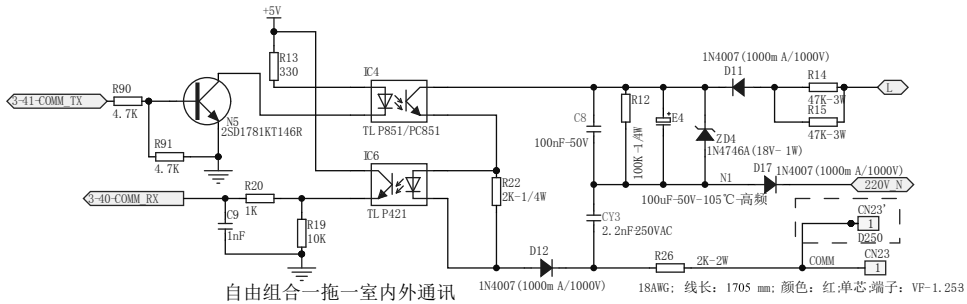 +5V
R13
330
IC4
TLP851/PC851
1N4007(1000mA/1000V)
D11
R14
47K-3W
R15
47K-3W
L
R90
4.7K
3-41-COMM_TX
N5
2SD1781KT146R
R91
4.7K
C8
100nF-50V
R12
100K-1/4W
E4
ZD4
1N4746A(18V-1W)
IC6
TLP421
R22
2K-1/4W
N1
100uF-50V-105℃-高频
D17
1N4007(1000mA/1000V)
220V_N
3-40-COMM_RX
R20
1K
C9
1nF
R19
10K
CY3
2.2nF-250VAC
CN23'
1
D250
D12
1N4007(1000mA/1000V)
R26
2K-2W
COMM
CN23
1
自由组合一拖一室内外通讯
18AWG; 线长: 1705 mm; 颜色: 红;单芯;端子: VF-1.253